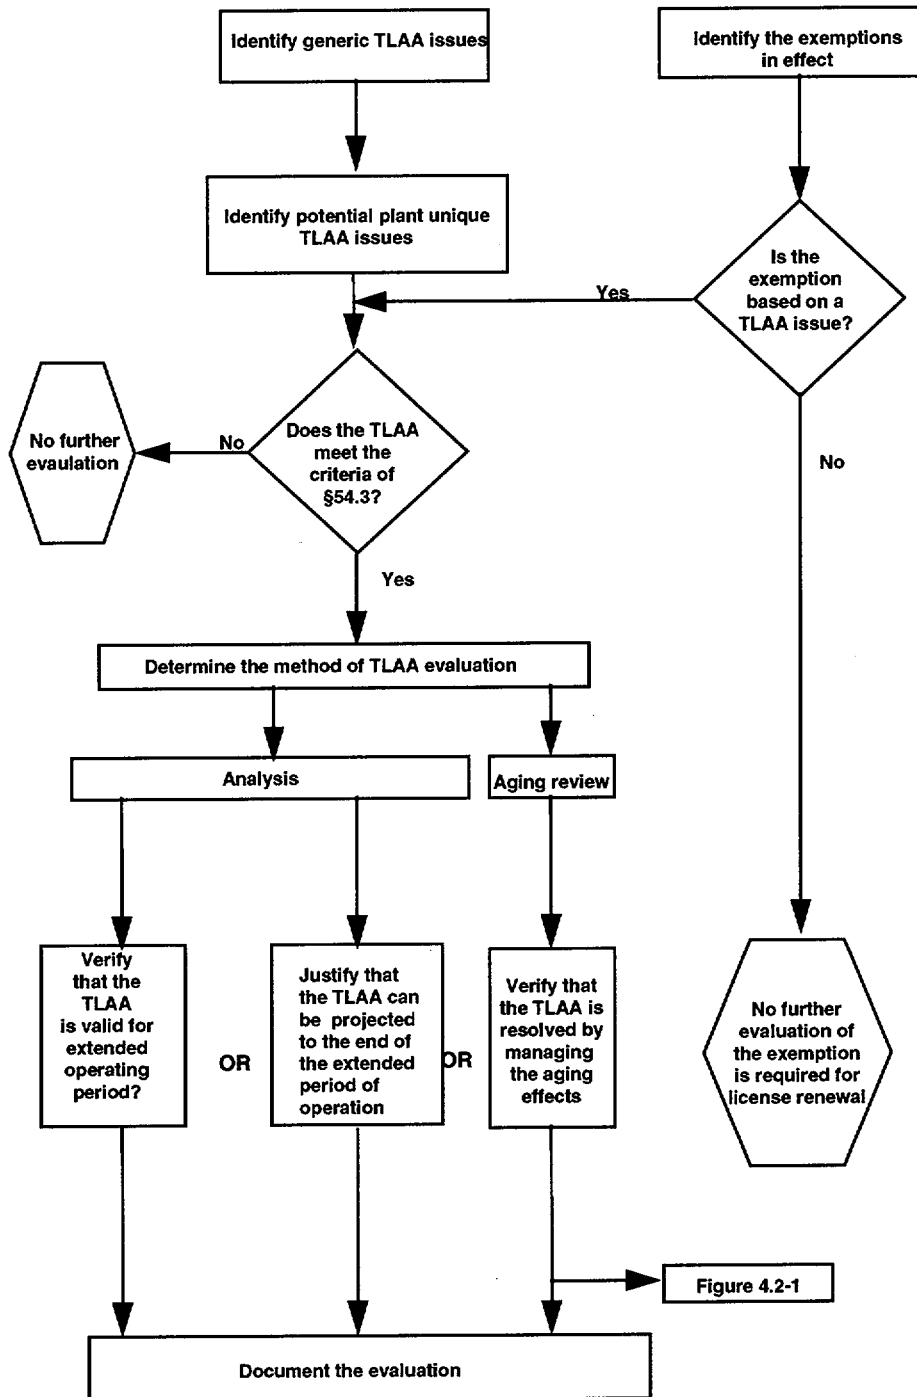 Identify generic TLAA issues
Identify the exemptions
in effect
Identify potential plant unique
TLAA issues
Is the
exemption
based on a
TLAA issue?
Yes
Does the TLAA
meet the
criteria of
§54.3?
No
No further
evaulation
No
Yes
Determine the method of TLAA evaluation
Analysis
Aging review
Verify
that the
TLAA
is valid for
extended
operating
period?
OR
Justify that
the TLAA can
be projected
to the end of
the extended
period of
operation
OR
Verify that
the TLAA is
resolved by
managing
the aging
effects
No further
evaluation of
the exemption
is required for
license renewal
Figure 4.2-1
Document the evaluation